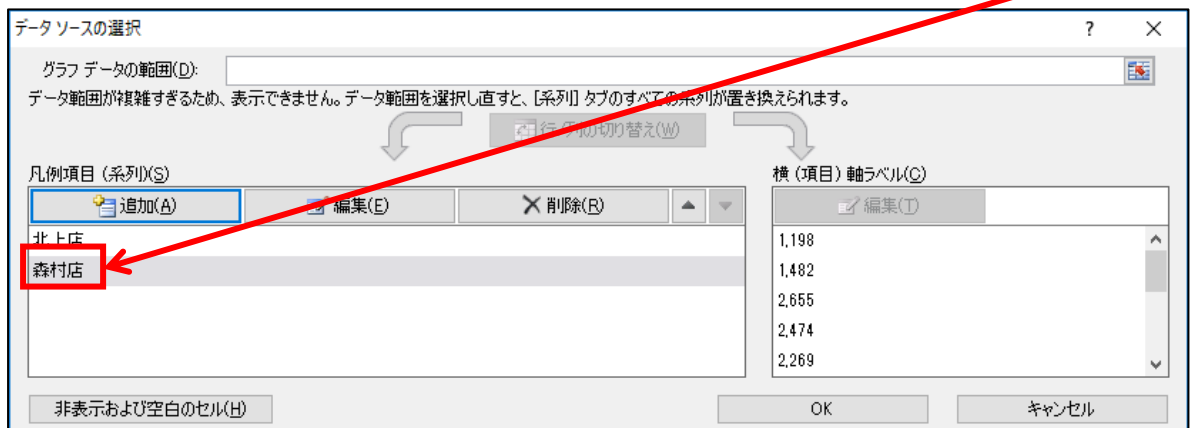 データ ソースの選択
?
グラフ データの範囲(D):
データ範囲が複雑すぎるため、表示できません。データ範囲を選択し直すと、[系列] タブのすべての系列が置き換えられます。
行/列の切り替え(W)
凡例項目 (系列)(S)
追加(A)
編集(E)
削除(R)
北上店
森村店
横 (項目) 軸ラベル(C)
編集(T)
1,198
1,482
2,655
2,474
2,269
非表示および空白のセル(H)
OK
キャンセル